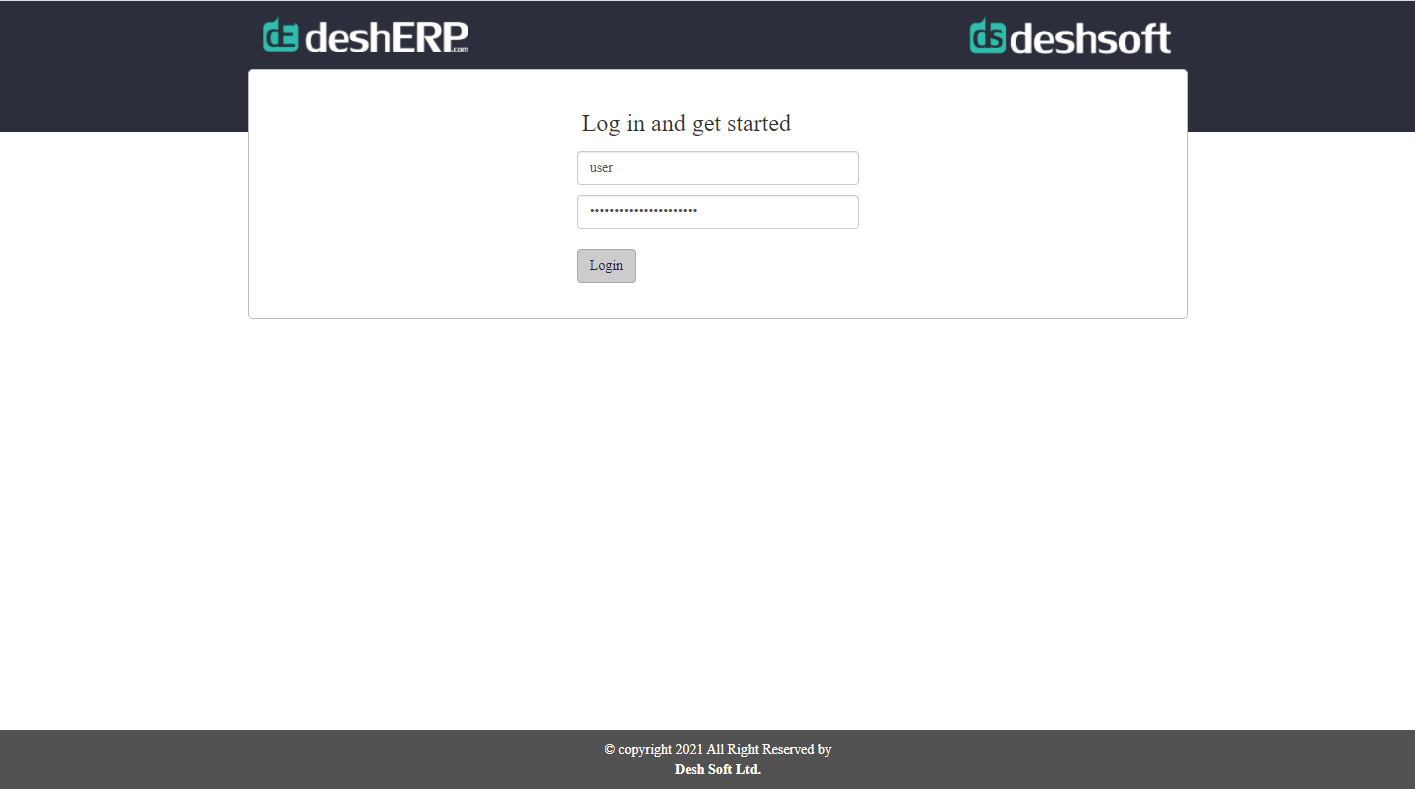 dE deshERP.com
ds deshsoft
Log in and get started
user
••••••••••••••••••••••
Login
© copyright 2021 All Right Reserved by
Desh Soft Ltd.